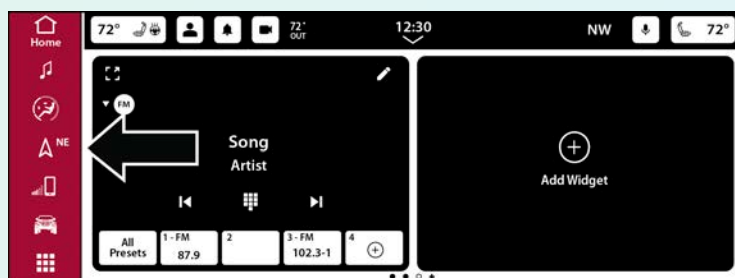 Home
72°
72°
OUT
12:30
NW
72°
NE
FM
Song
Artist
Add Widget
All
Presets
1 - FM
87.9
2
3 - FM
102.3-1
4